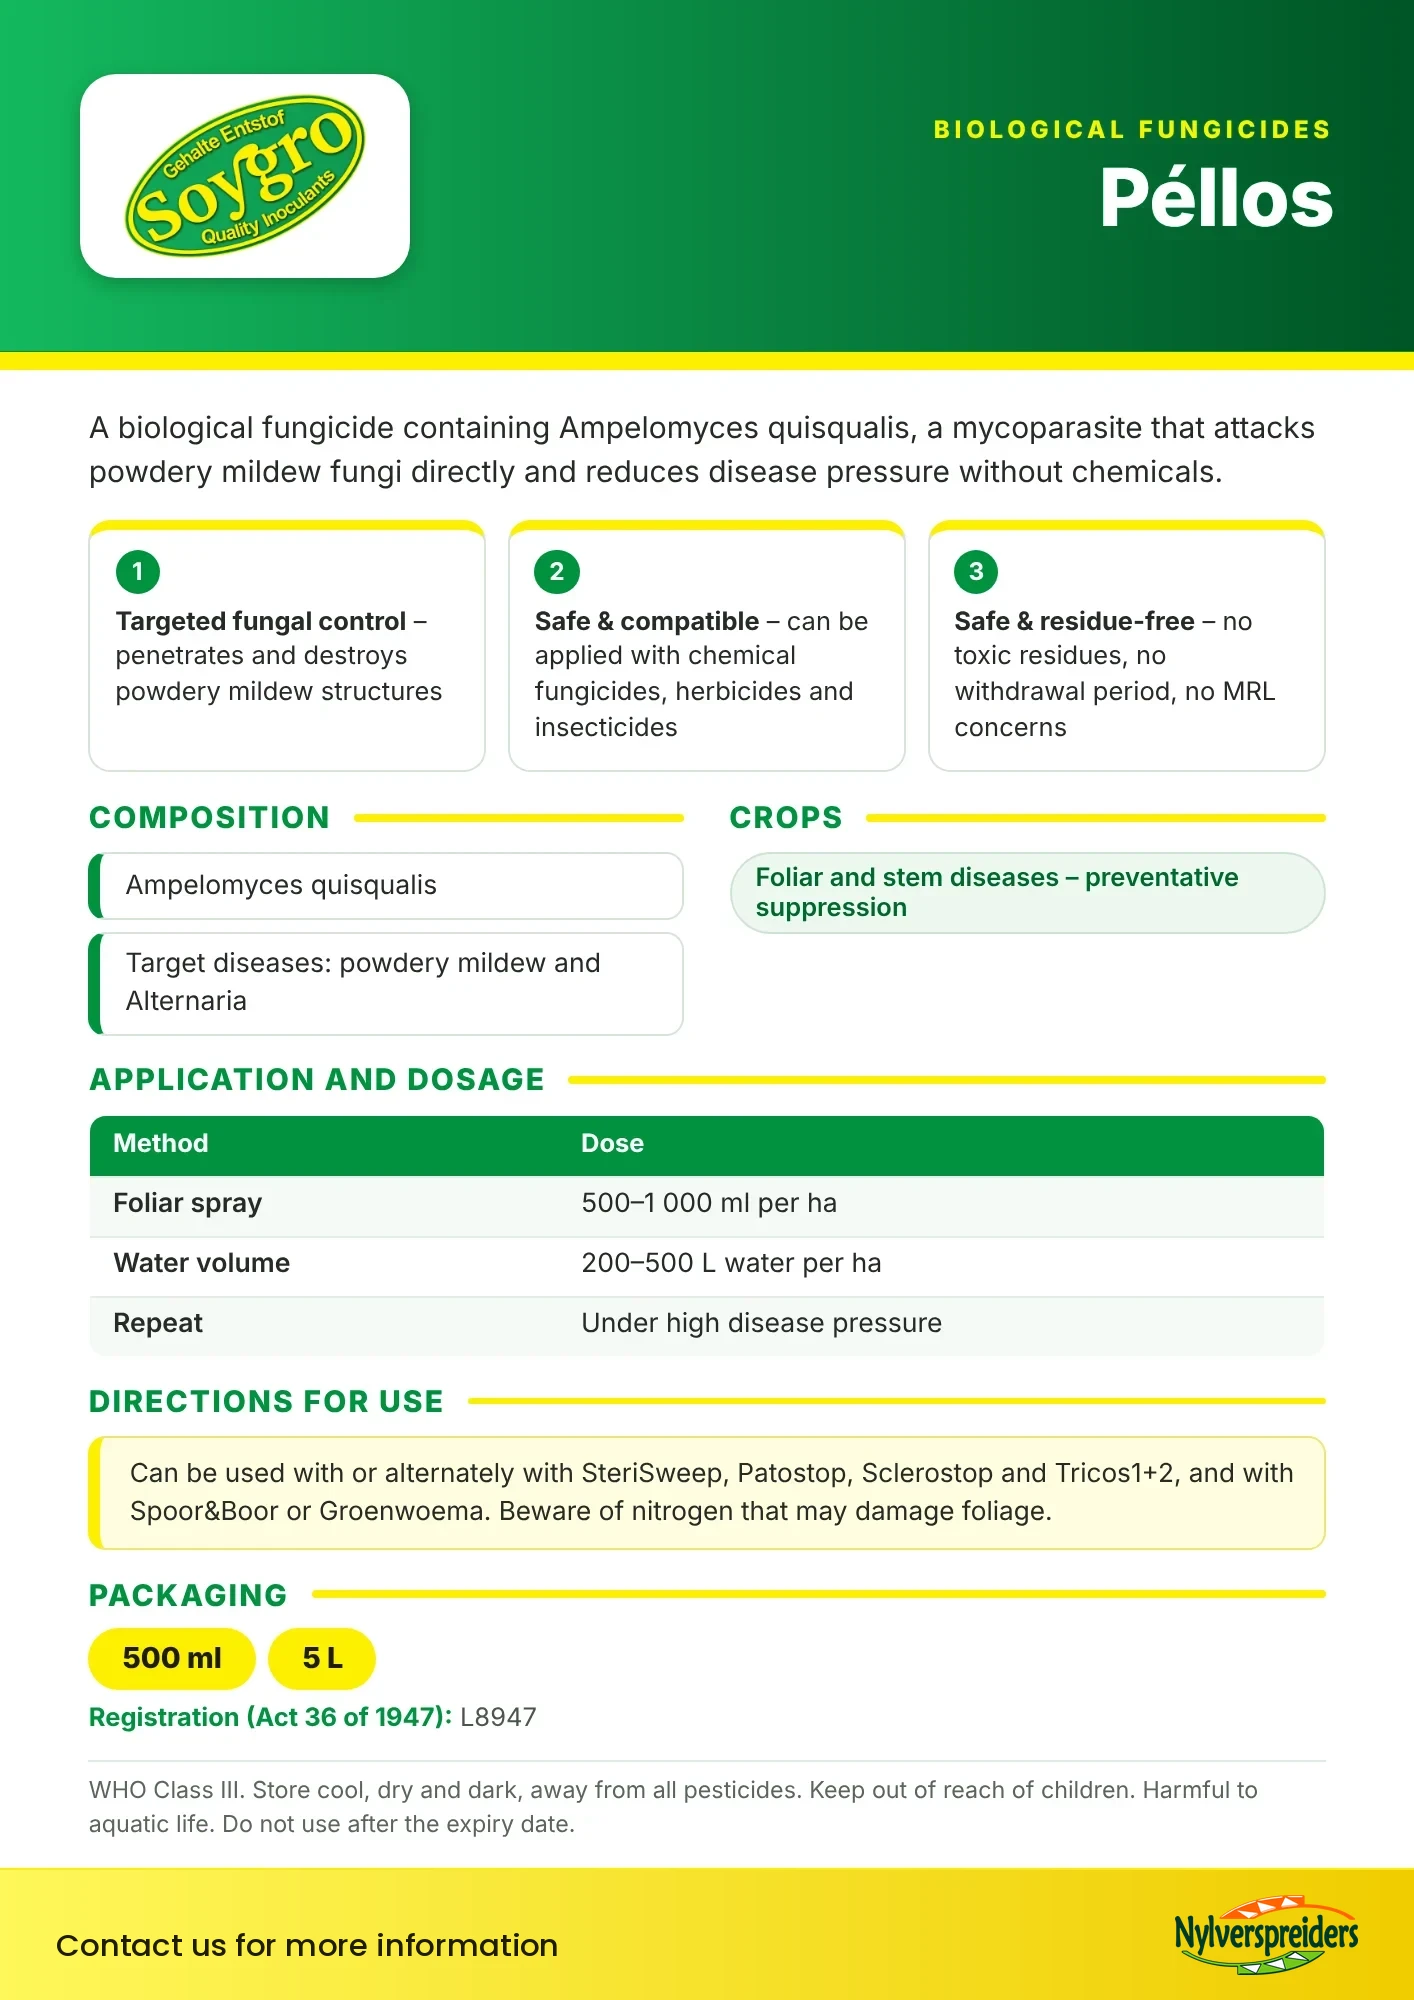 Gehalte Entstof
Soygro
Quality Inoculants
BIOLOGICAL FUNGICIDES
Péllos
A biological fungicide containing Ampelomyces quisqualis, a mycoparasite that attacks
powdery mildew fungi directly and reduces disease pressure without chemicals.
1
Targeted fungal control –
penetrates and destroys
powdery mildew structures
2
Safe & compatible – can be
applied with chemical
fungicides, herbicides and
insecticides
3
Safe & residue-free – no
toxic residues, no
withdrawal period, no MRL
concerns
COMPOSITION
Ampelomyces quisqualis
Target diseases: powdery mildew and
Alternaria
CROPS
Foliar and stem diseases – preventative
suppression
APPLICATION AND DOSAGE
Method Dose
Foliar spray 500–1 000 ml per ha
Water volume 200–500 L water per ha
Repeat Under high disease pressure
DIRECTIONS FOR USE
Can be used with or alternately with SteriSweep, Patostop, Sclerostop and Tricos1+2, and with
Spoor&Boor or Groenwoema. Beware of nitrogen that may damage foliage.
PACKAGING
500 ml 5 L
Registration (Act 36 of 1947): L8947
WHO Class III. Store cool, dry and dark, away from all pesticides. Keep out of reach of children. Harmful to
aquatic life. Do not use after the expiry date.
Contact us for more information
Nylverspreiders